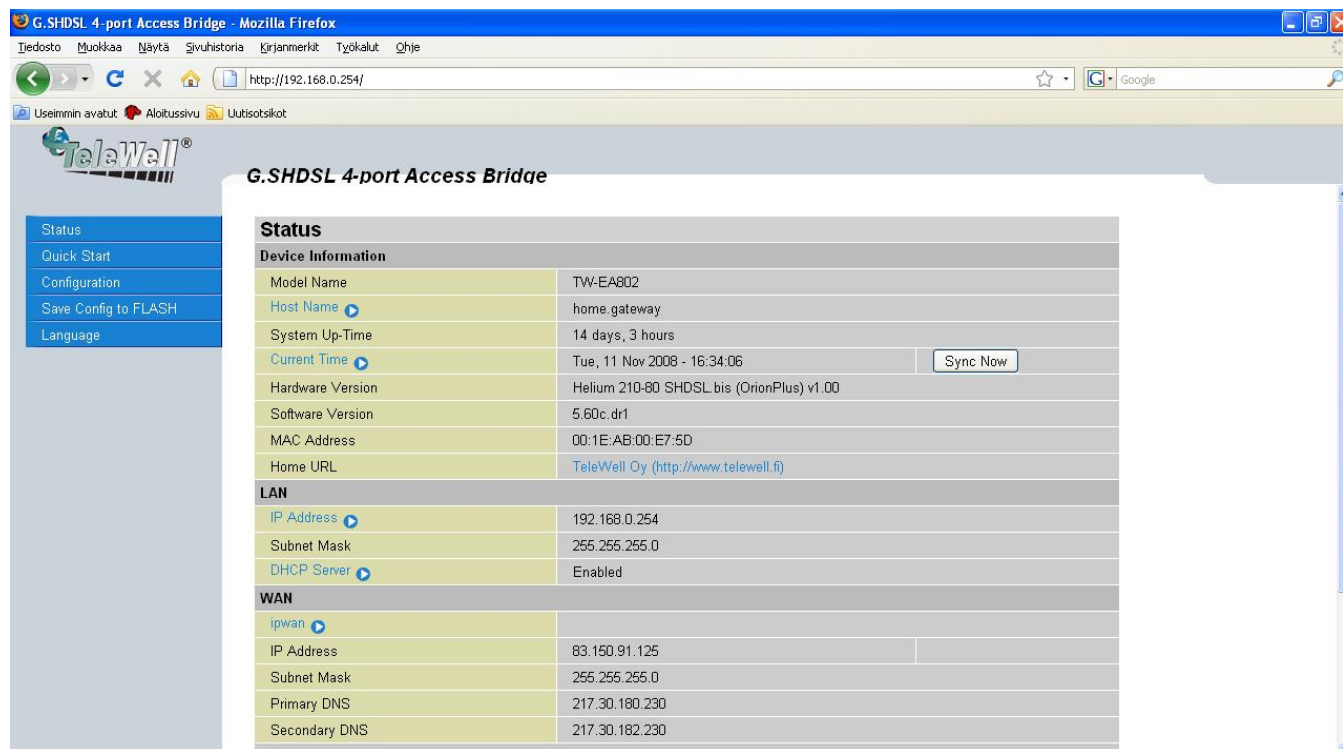 G.SHDSL 4-port Access Bridge - Mozilla Firefox
Tiedosto Muokkaa Näytä Sivuhistoria Kirjanmerkit Työkalut Ohje
http://192.168.0.254/ G Google
Useimmin avatut Aloitussivu Uutisotsikot
TeleWell®
G.SHDSL 4-port Access Bridge
Status
Quick Start
Configuration
Save Config to FLASH
Language
Status
Device Information
Model Name TW-EA802
Host Name home.gateway
System Up-Time 14 days, 3 hours
Current Time Tue, 11 Nov 2008 - 16:34:06 Sync Now
Hardware Version Helium 210-80 SHDSL.bis (OrionPlus) v1.00
Software Version 5.60c.dr1
MAC Address 00:1E:AB:00:E7:5D
Home URL TeleWell Oy (http://www.telewell.fi)
LAN
IP Address 192.168.0.254
Subnet Mask 255.255.255.0
DHCP Server Enabled
WAN
ipwan
IP Address 83.150.91.125
Subnet Mask 255.255.255.0
Primary DNS 217.30.180.230
Secondary DNS 217.30.182.230